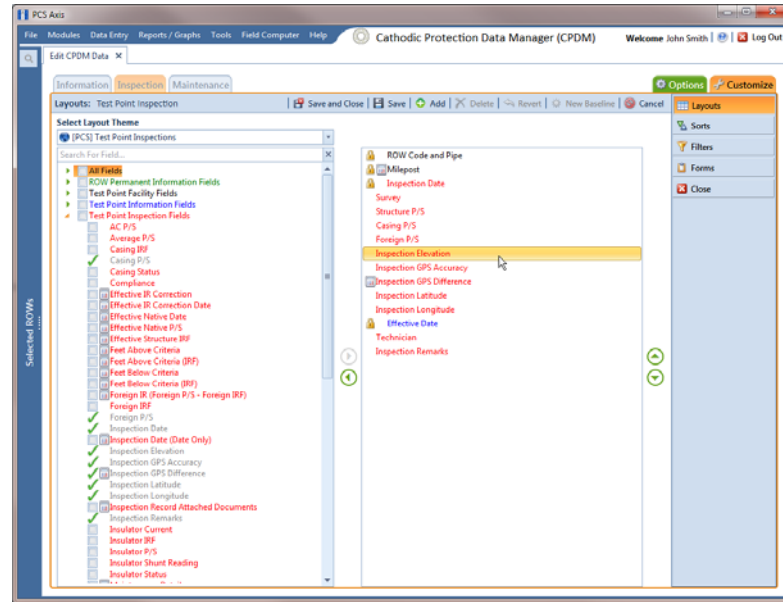 PCS Axis
File Modules Data Entry Reports / Graphs Tools Field Computer Help
Cathodic Protection Data Manager (CPDM)
Welcome John Smith | Log Out
Edit CPDM Data
Information Inspection Maintenance
Options Customize
Layouts: Test Point Inspection
Save and Close | Save | Add | Delete | Revert | New Baseline | Cancel
Select Layout Theme
[PCS] Test Point Inspections
Search For Field...
All Fields
ROW Permanent Information Fields
Test Point Facility Fields
Test Point Information Fields
Test Point Inspection Fields
AC P/S
Average P/S
Casing IRF
Casing P/S
Casing Status
Compliance
Effective IR Correction
Effective IR Correction Date
Effective Native Date
Effective Native P/S
Effective Structure IRF
Feet Above Criteria
Feet Above Criteria (IRF)
Feet Below Criteria
Feet Below Criteria (IRF)
Foreign IR (Foreign P/S - Foreign IRF)
Foreign IRF
Foreign P/S
Inspection Date
Inspection Date (Date Only)
Inspection Elevation
Inspection GPS Accuracy
Inspection GPS Difference
Inspection Latitude
Inspection Longitude
Inspection Record Attached Documents
Inspection Remarks
Insulator Current
Insulator IRF
Insulator P/S
Insulator Shunt Reading
Insulator Status
ROW Code and Pipe
Milepost
Inspection Date
Survey
Structure P/S
Casing P/S
Foreign P/S
Inspection Elevation
Inspection GPS Accuracy
Inspection GPS Difference
Inspection Latitude
Inspection Longitude
Effective Date
Technician
Inspection Remarks
Layouts
Sorts
Filters
Forms
Close
Selected ROWs